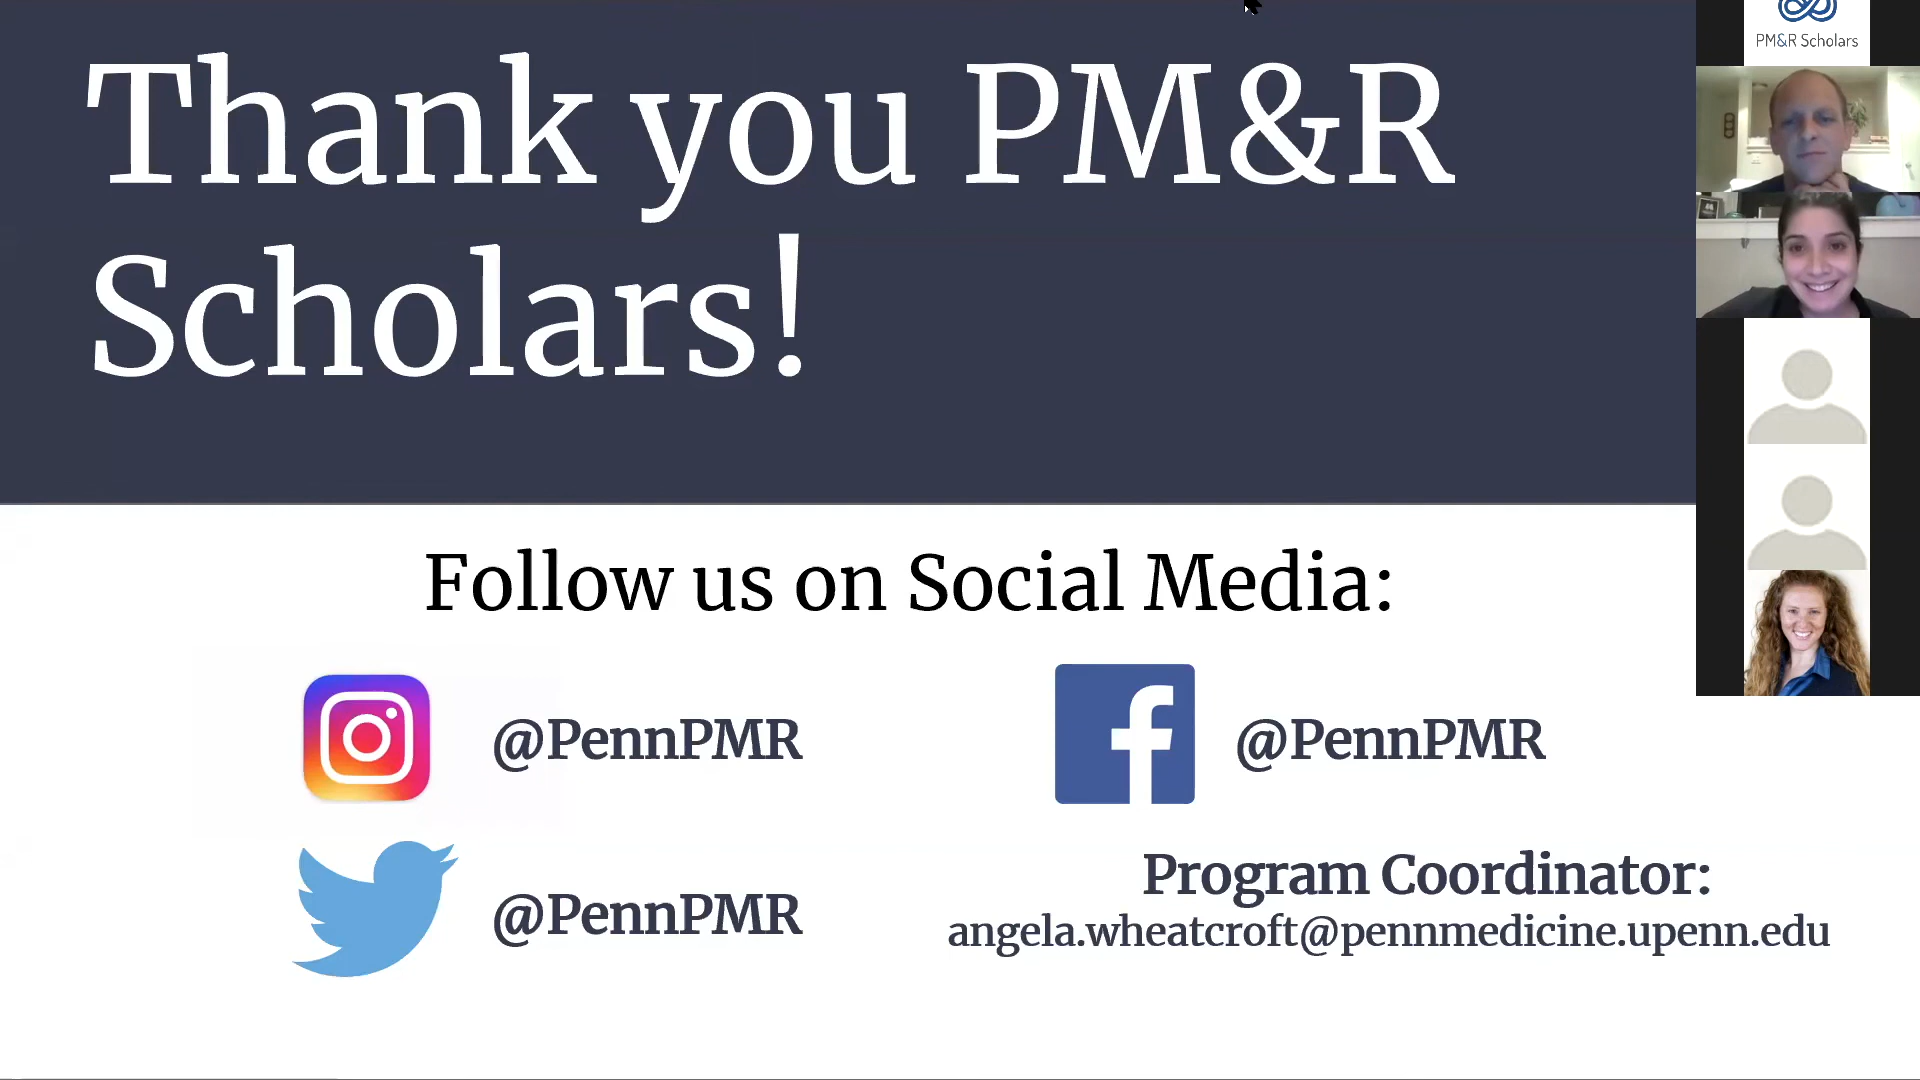 Thank you PM&R
Scholars!
PM&R Scholars
Follow us on Social Media:
@PennPMR
@PennPMR
@PennPMR
Program Coordinator:
angela.wheatcroft@pennmedicine.upenn.edu